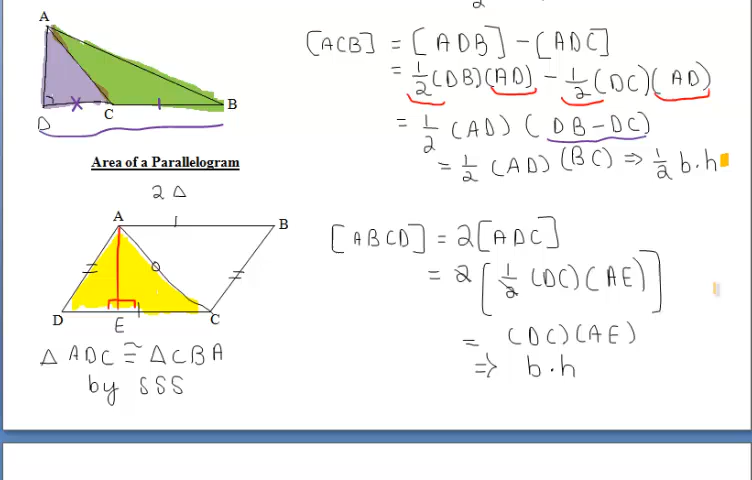 2
A
D
C
B
[ACB] = [ADB] - [ADC]
= 1/2 (DB)(AD) - 1/2 (DC)(AD)
= 1/2 (AD) (DB - DC)
= 1/2 (AD) (BC) ⇒ 1/2 b·h
Area of a Parallelogram
2 Δ
A
B
D
E
C
Δ ADC ≅ Δ CBA
by SSS
[ABCD] = 2[ADC]
= 2[1/2 (DC)(AE)]
= (DC)(AE)
⇒ b·h